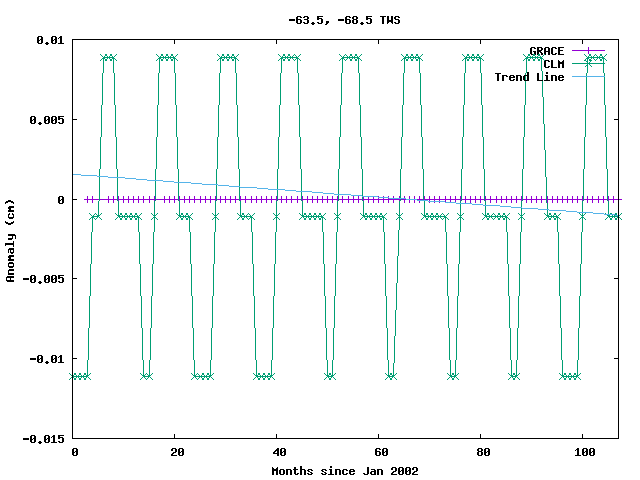 -63.5, -68.5 TWS
0.01
0.005
0
-0.005
-0.01
-0.015
Anomaly (cm)
GRACE
CLM
Trend Line
0 20 40 60 80 100
Months since Jan 2002